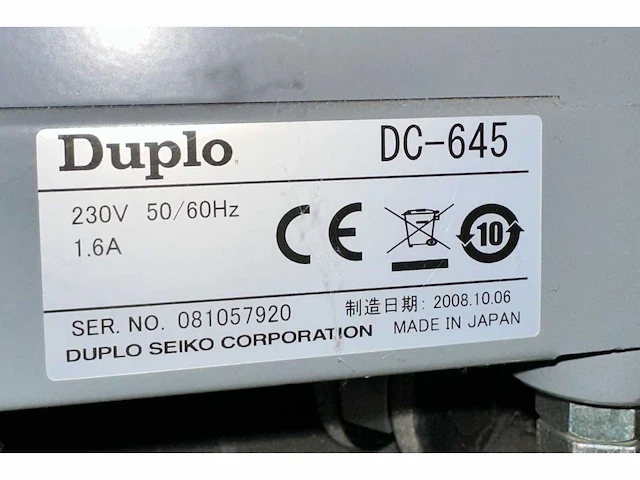 Duplo DC-645
230V 50/60Hz
1.6A
CE
10
SER. NO. 081057920 制造日期: 2008.10.06
DUPLO SEIKO CORPORATION MADE IN JAPAN